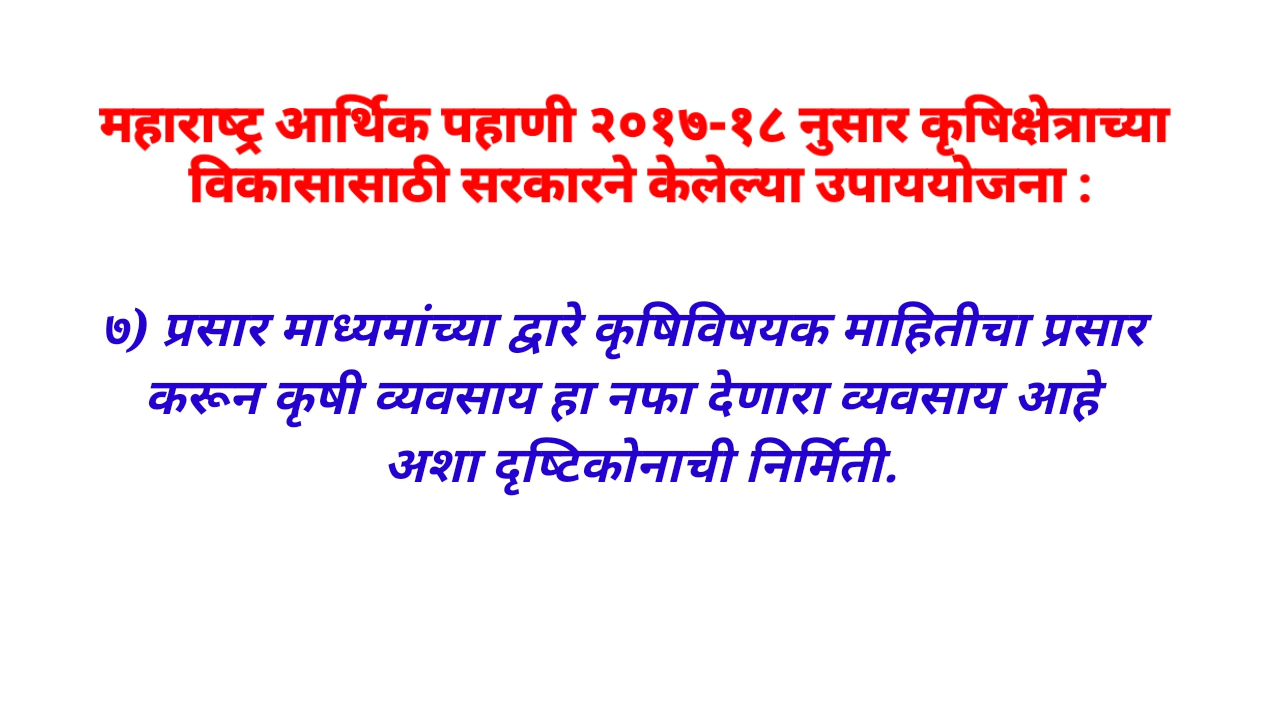 महाराष्ट्र आर्थिक पहाणी २०१७-१८ नुसार कृषिक्षेत्राच्या
विकासासाठी सरकारने केलेल्या उपाययोजना :
७) प्रसार माध्यमांच्या द्वारे कृषिविषयक माहितीचा प्रसार
करून कृषी व्यवसाय हा नफा देणारा व्यवसाय आहे
अशा दृष्टिकोनाची निर्मिती.